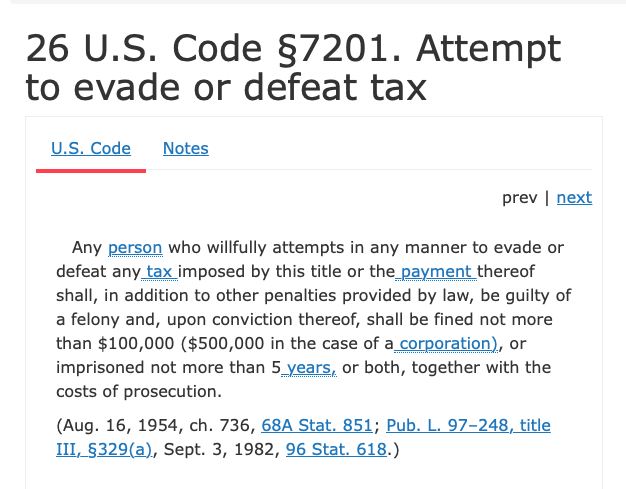 26 U.S. Code §7201. Attempt
to evade or defeat tax
U.S. Code Notes
prev | next
Any person who willfully attempts in any manner to evade or
defeat any tax imposed by this title or the payment thereof
shall, in addition to other penalties provided by law, be guilty of
a felony and, upon conviction thereof, shall be fined not more
than $100,000 ($500,000 in the case of a corporation), or
imprisoned not more than 5 years, or both, together with the
costs of prosecution.
(Aug. 16, 1954, ch. 736, 68A Stat. 851; Pub. L. 97–248, title
III, §329(a), Sept. 3, 1982, 96 Stat. 618.)